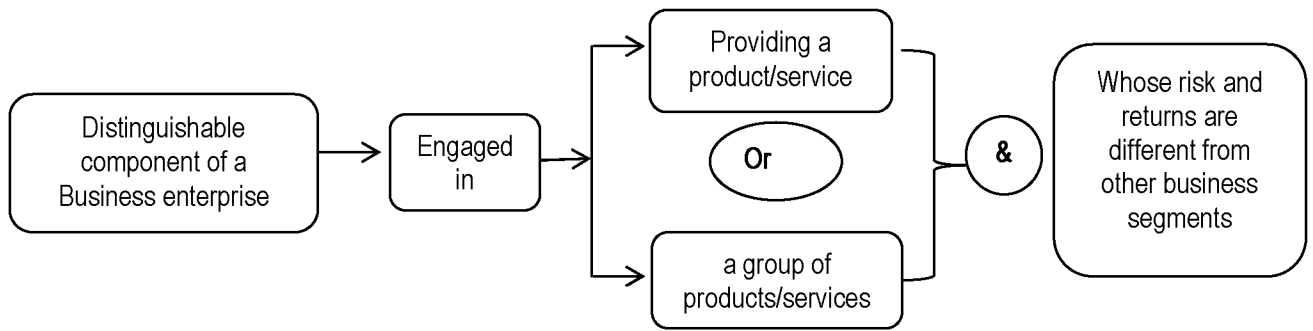 Distinguishable
component of a
Business enterprise
Engaged
in
Providing a
product/service
Or
a group of
products/services
&
Whose risk and
returns are
different from
other business
segments